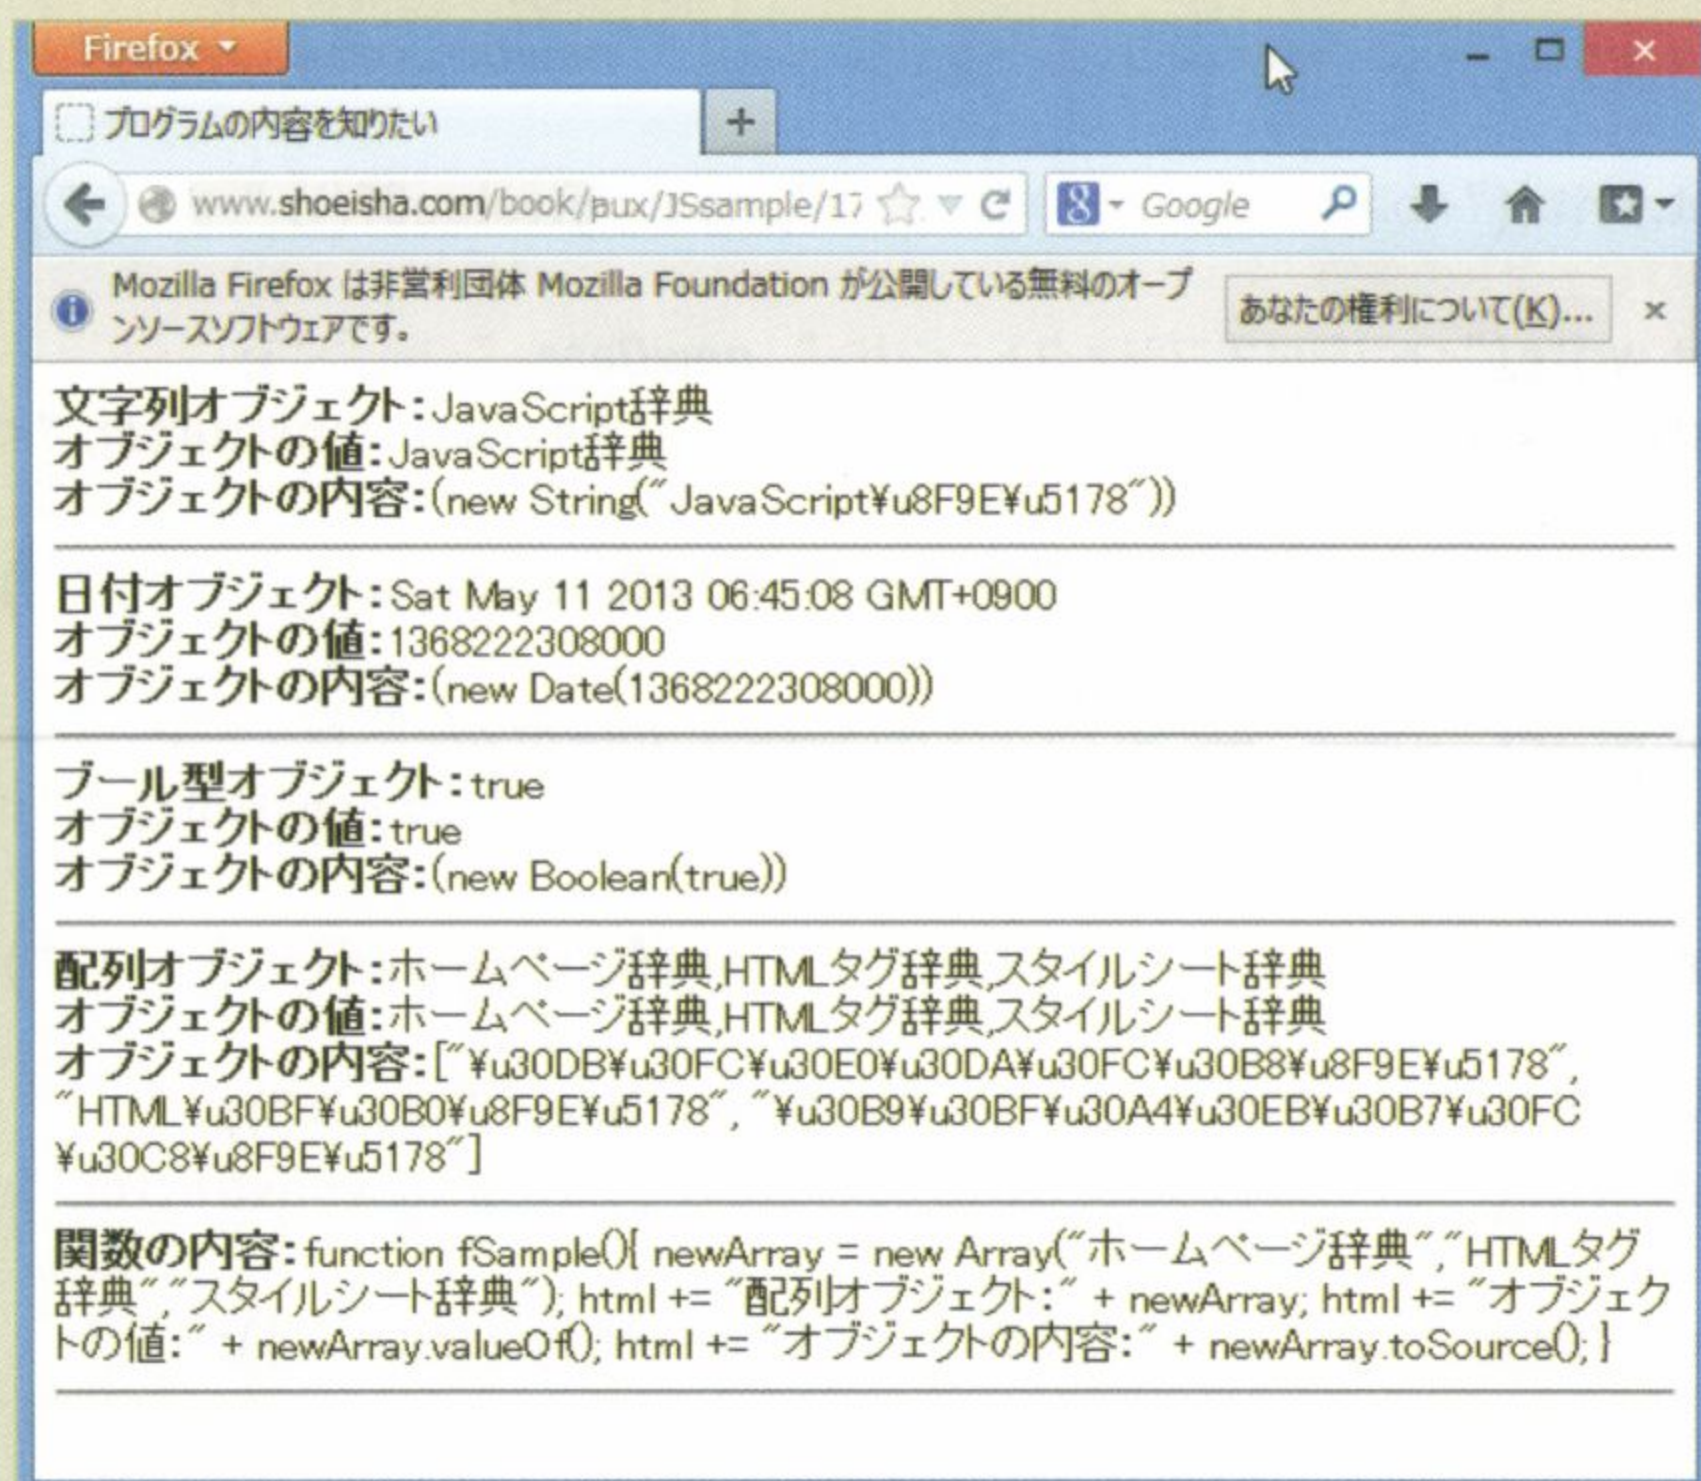 Firefox
プログラムの内容を知りたい
www.shoeisha.com/book/pux/JSsample/17
Google
Mozilla Firefox は非営利団体 Mozilla Foundation が公開している無料のオープ
ンソースソフトウェアです。
あなたの権利について(K)...
文字列オブジェクト:JavaScript辞典
オブジェクトの値:JavaScript辞典
オブジェクトの内容:(new String("JavaScript¥u8F9E¥u5178"))
日付オブジェクト:Sat May 11 2013 06:45:08 GMT+0900
オブジェクトの値:1368222308000
オブジェクトの内容:(new Date(1368222308000))
ブール型オブジェクト:true
オブジェクトの値:true
オブジェクトの内容:(new Boolean(true))
配列オブジェクト:ホームページ辞典,HTMLタグ辞典,スタイルシート辞典
オブジェクトの値:ホームページ辞典,HTMLタグ辞典,スタイルシート辞典
オブジェクトの内容:["¥u30DB¥u30FC¥u30E0¥u30DA¥u30FC¥u30B8¥u8F9E¥u5178",
"HTML¥u30BF¥u30B0¥u8F9E¥u5178", "¥u30B9¥u30BF¥u30A4¥u30EB¥u30B7¥u30FC
¥u30C8¥u8F9E¥u5178"]
関数の内容:function fSample(){ newArray = new Array("ホームページ辞典","HTMLタグ
辞典","スタイルシート辞典"); html += "配列オブジェクト:" + newArray; html += "オブジェク
トの値:" + newArray.valueOf(); html += "オブジェクトの内容:" + newArray.toSource(); }